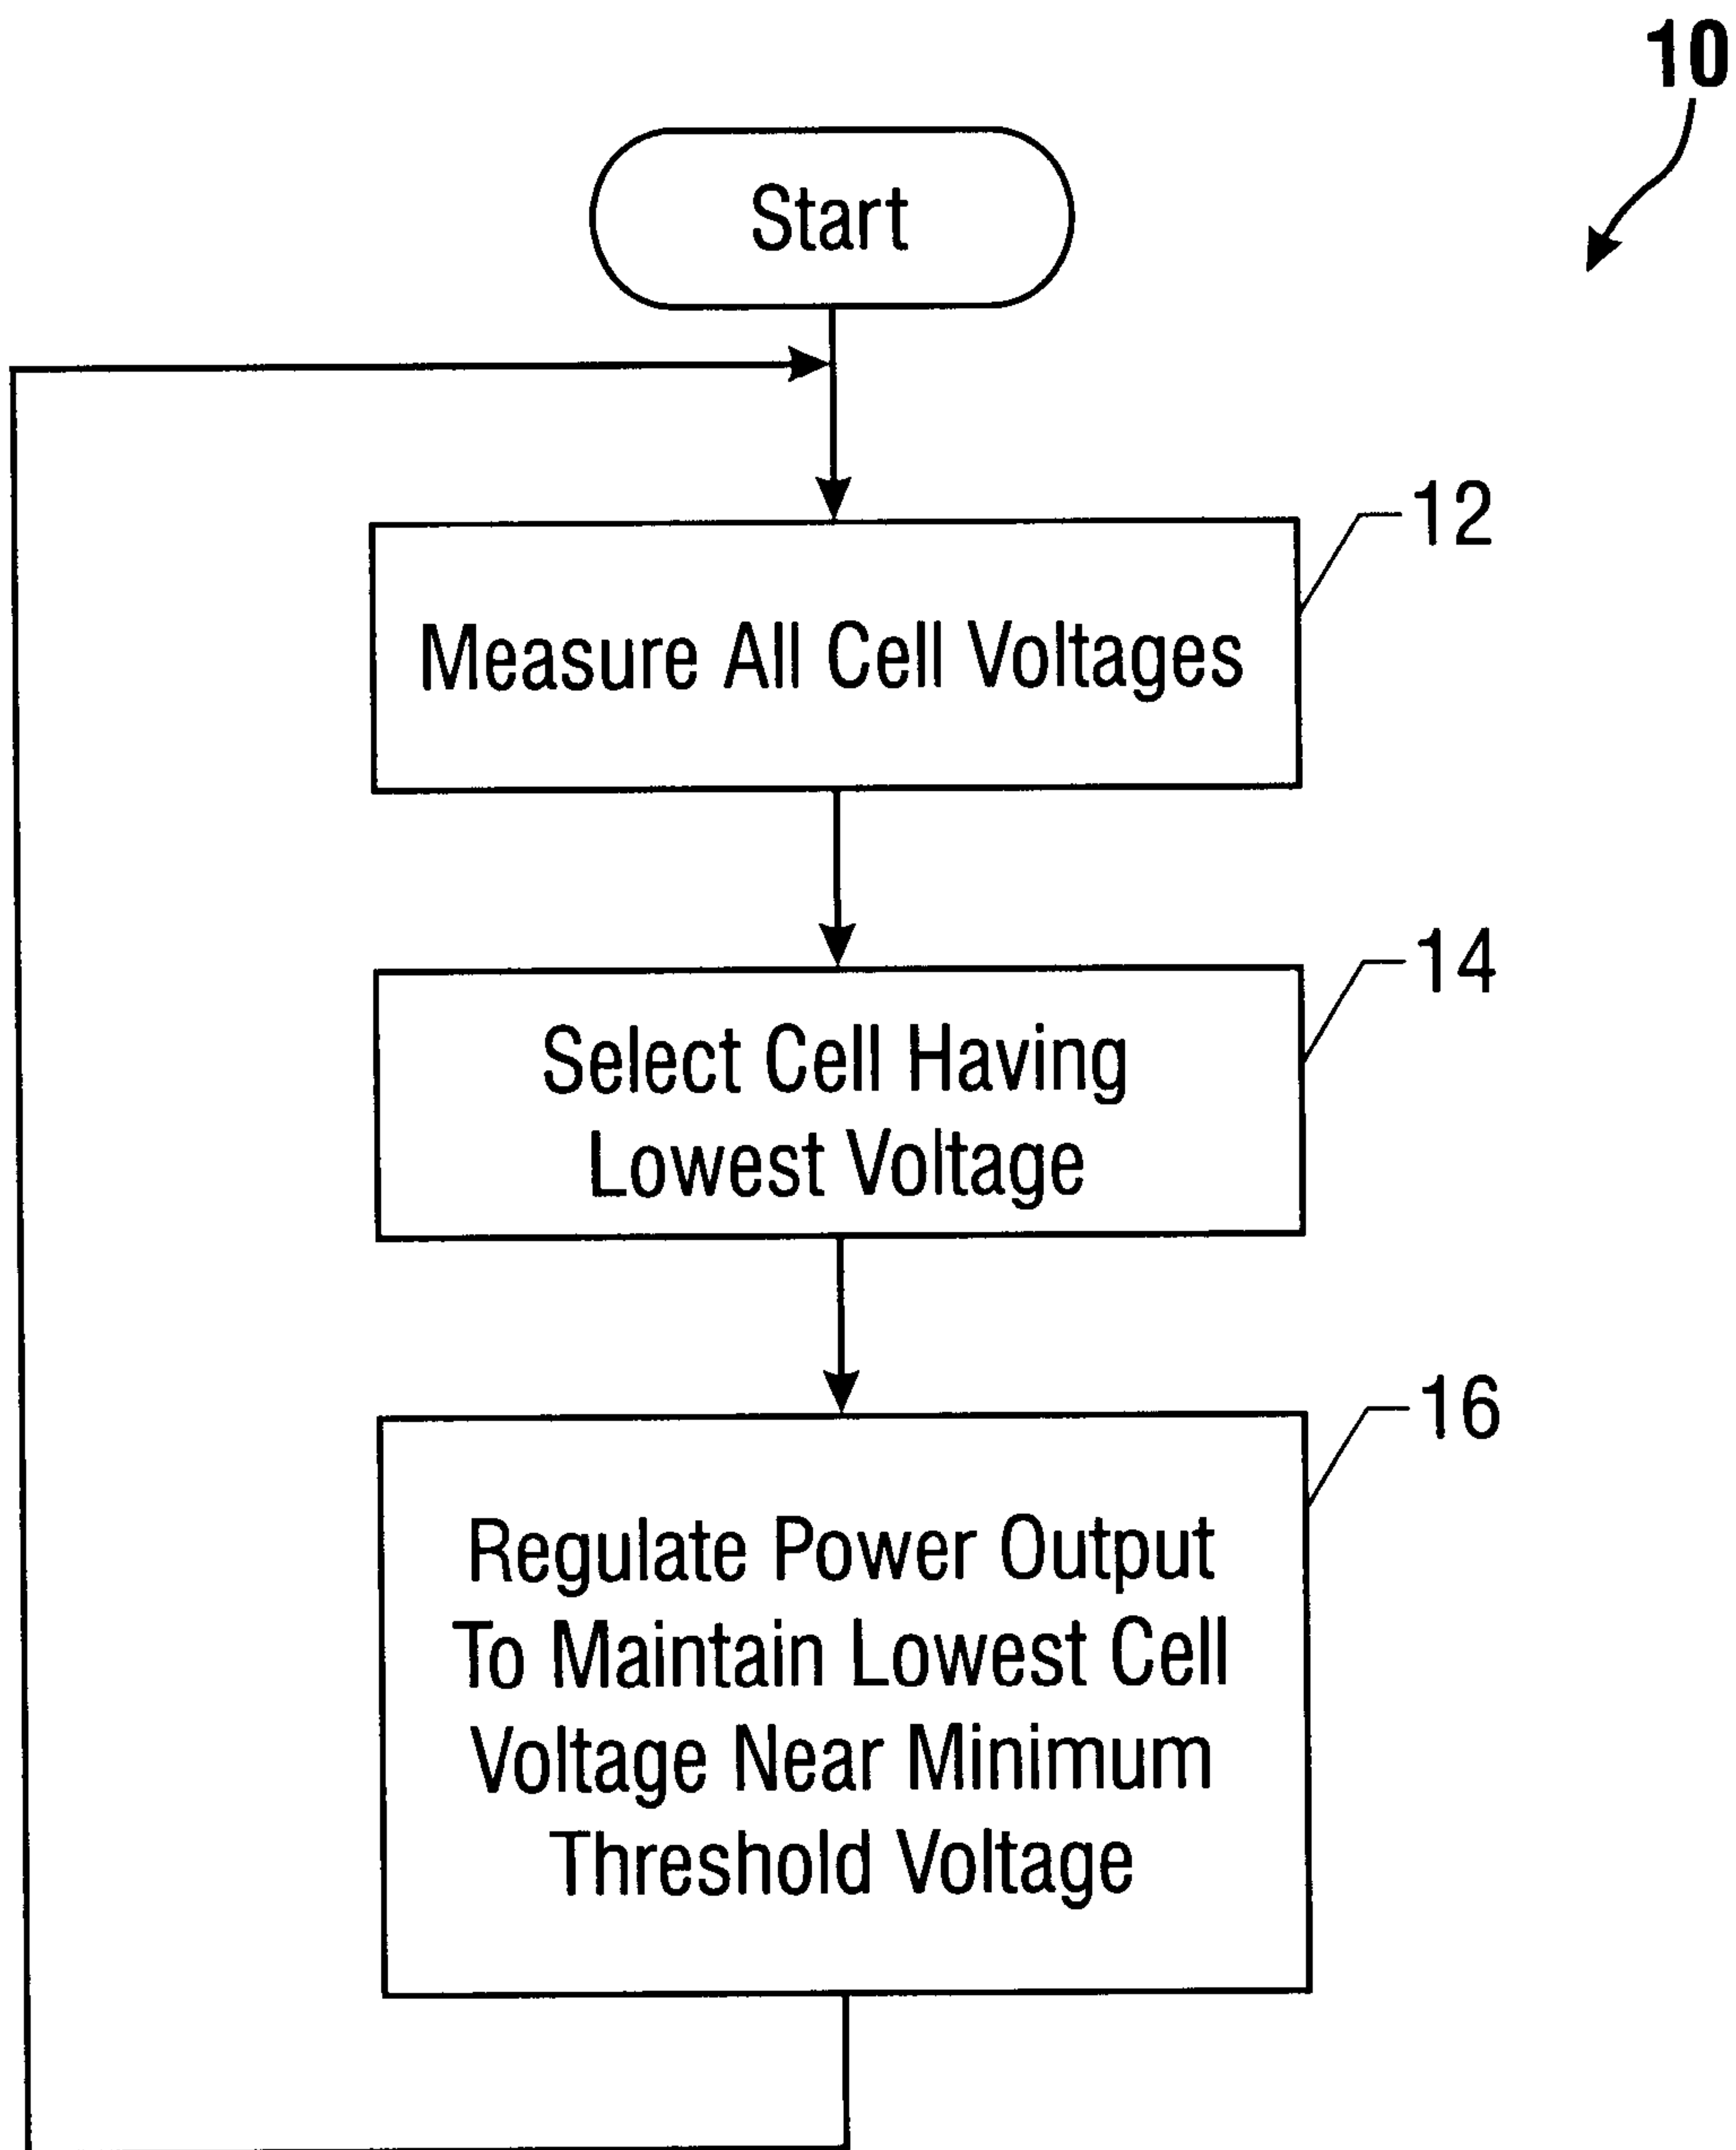 10
Start
12
Measure All Cell Voltages
14
Select Cell Having
Lowest Voltage
16
Regulate Power Output
To Maintain Lowest Cell
Voltage Near Minimum
Threshold Voltage